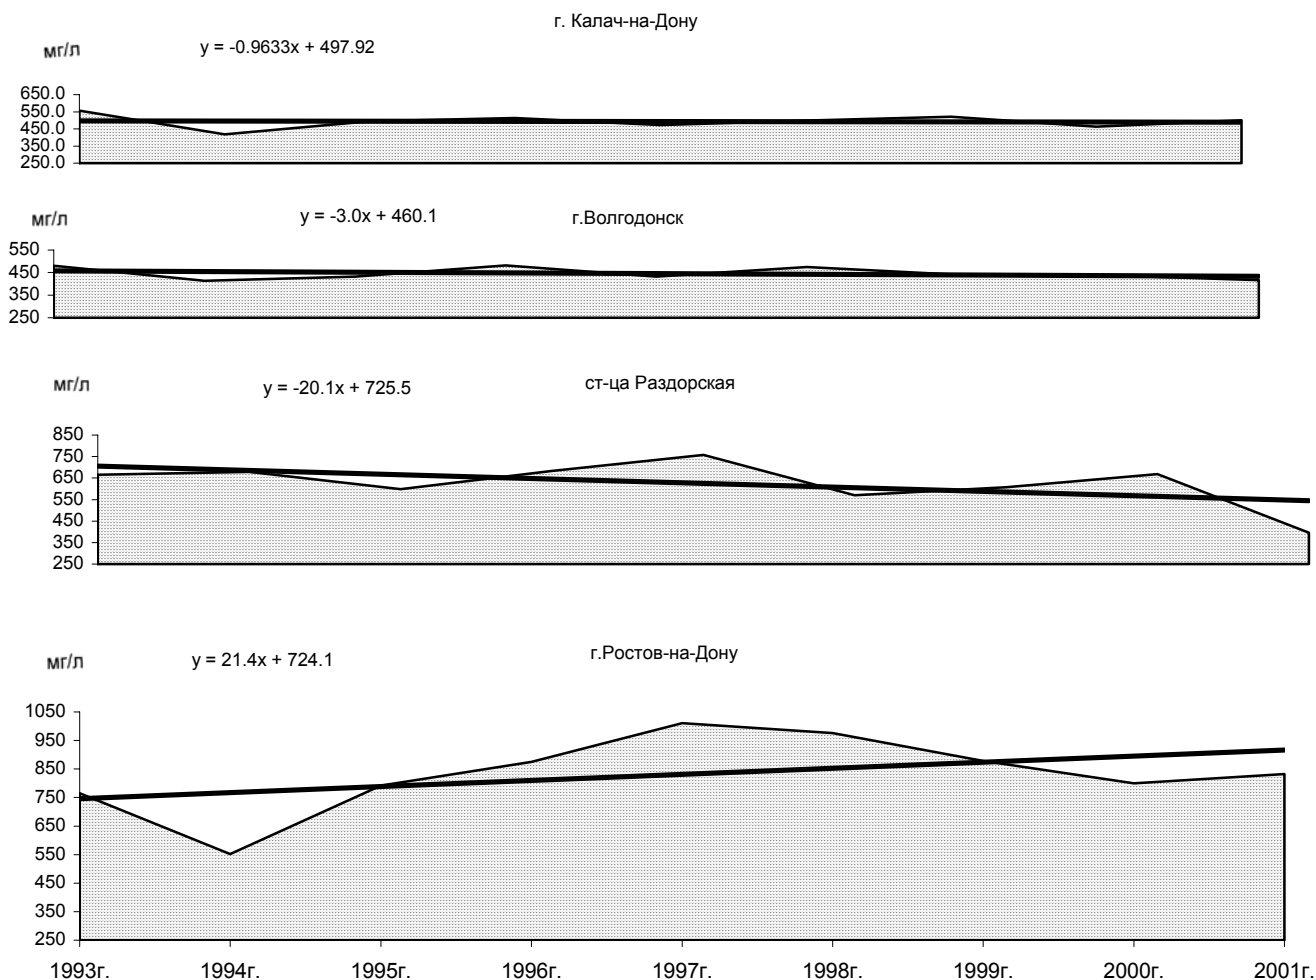 г. Калач-на-Дону
мг/л
y = -0.9633x + 497.92
650.0
550.0
450.0
350.0
250.0
мг/л
y = -3.0x + 460.1
г.Волгодонск
550
450
350
250
мг/л
y = -20.1x + 725.5
ст-ца Раздорская
850
750
650
550
450
350
250
мг/л
y = 21.4x + 724.1
г.Ростов-на-Дону
1050
950
850
750
650
550
450
350
250
1993г. 1994г. 1995г. 1996г. 1997г. 1998г. 1999г. 2000г. 2001г.